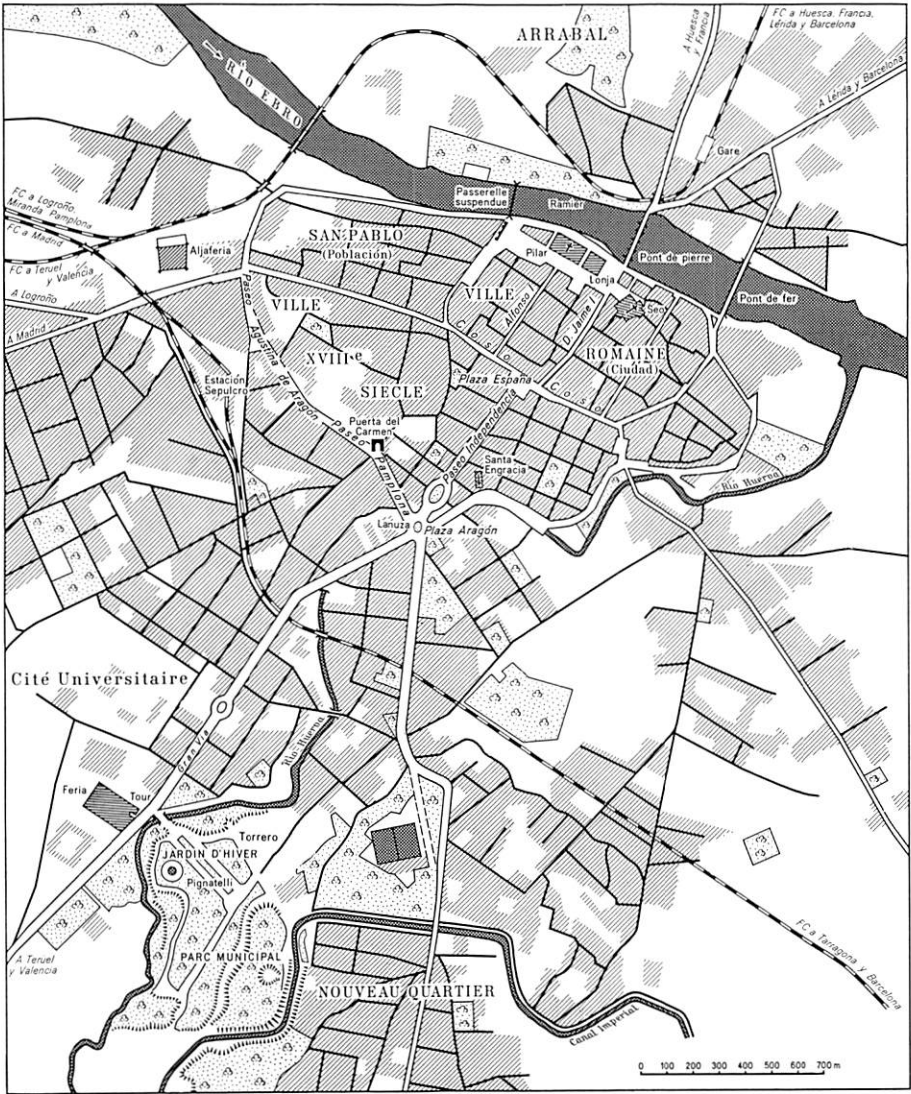 FC a Huesca, Francia,
Lérida y Barcelona
A Huesca
y Francia
ARRABAL
RÍO EBRO
A Lérida y Barcelona
Gare
Passerelle
suspendue
Ramier
FC a Logroño,
Miranda Pamplona
FC a Madrid
FC a Teruel
y Valencia
A Logroño
A Madrid
Aljaferia
SAN PABLO
(Población)
Pilar
Lonja
Pont de pierre
Pont de fer
Seo
VILLE
VILLE
Alfonso
D. Jaime I
ROMAINE
(Ciudad)
Coso
Coso
Plaza España
XVIIIe
SIECLE
Paseo Agustina de Aragón
Estación
Sepulcro
Puerta del
Carmen
Paseo Pamplona
Paseo Independencia
Santa
Engracia
Río Huerva
Lanuza
Plaza Aragón
Cité Universitaire
Gran Vía
Río Huerva
Feria
Tour
Torrero
JARDIN D'HIVER
Pignatelli
PARC MUNICIPAL
A Teruel
y Valencia
NOUVEAU QUARTIER
Canal imperial
FC a Tarragona y Barcelona
0 100 200 300 400 500 600 700 m